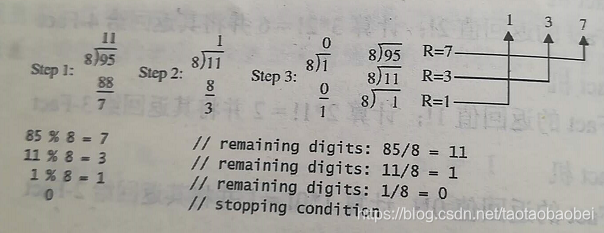 1 3 7
11 1 0
Step 1: 8)95 Step 2: 8)11 Step 3: 8)1 8)95 R=7
88 8 0 8)11 R=3
7 3 1 8) 1 R=1
85 % 8 = 7 // remaining digits: 85/8 = 11
11 % 8 = 3 // remaining digits: 11/8 = 1
1 % 8 = 1 // remaining digits: 1/8 = 0
0 // stopping condition
https://blog.csdn.net/taotaobaobei